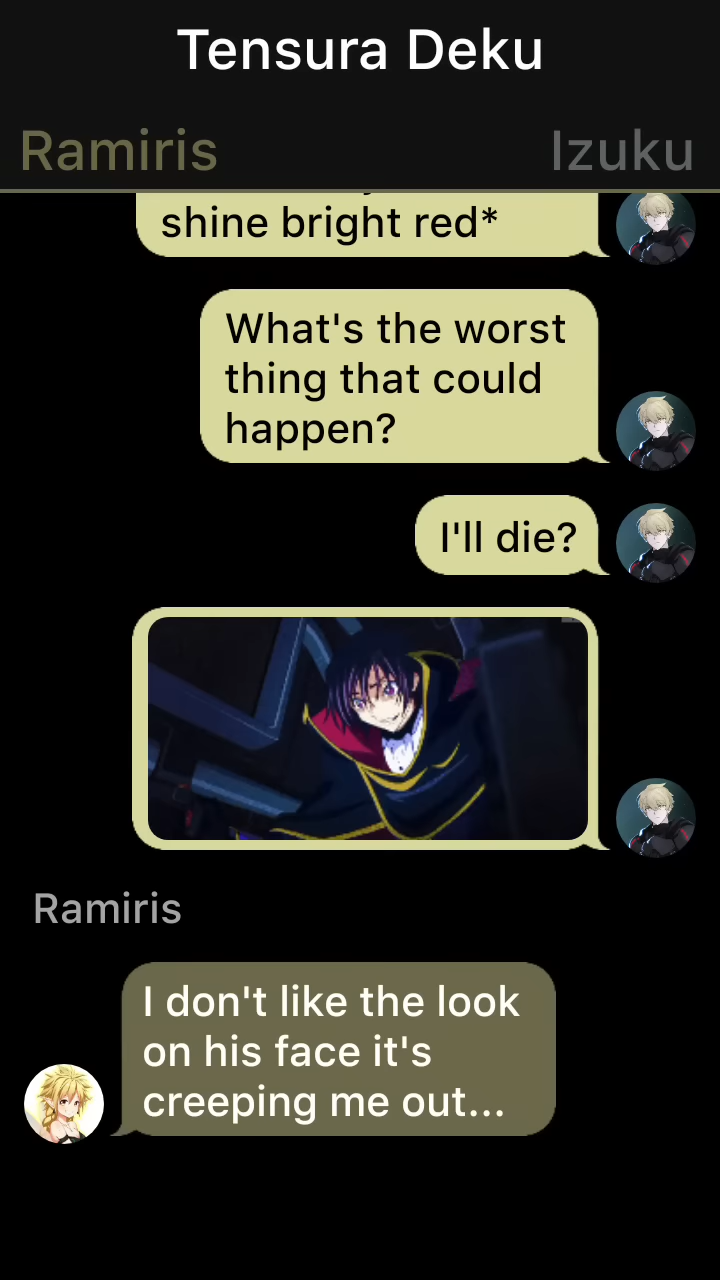 Tensura Deku
Ramiris
Izuku
shine bright red*
What's the worst
thing that could
happen?
I'll die?
Ramiris
I don't like the look
on his face it's
creeping me out...